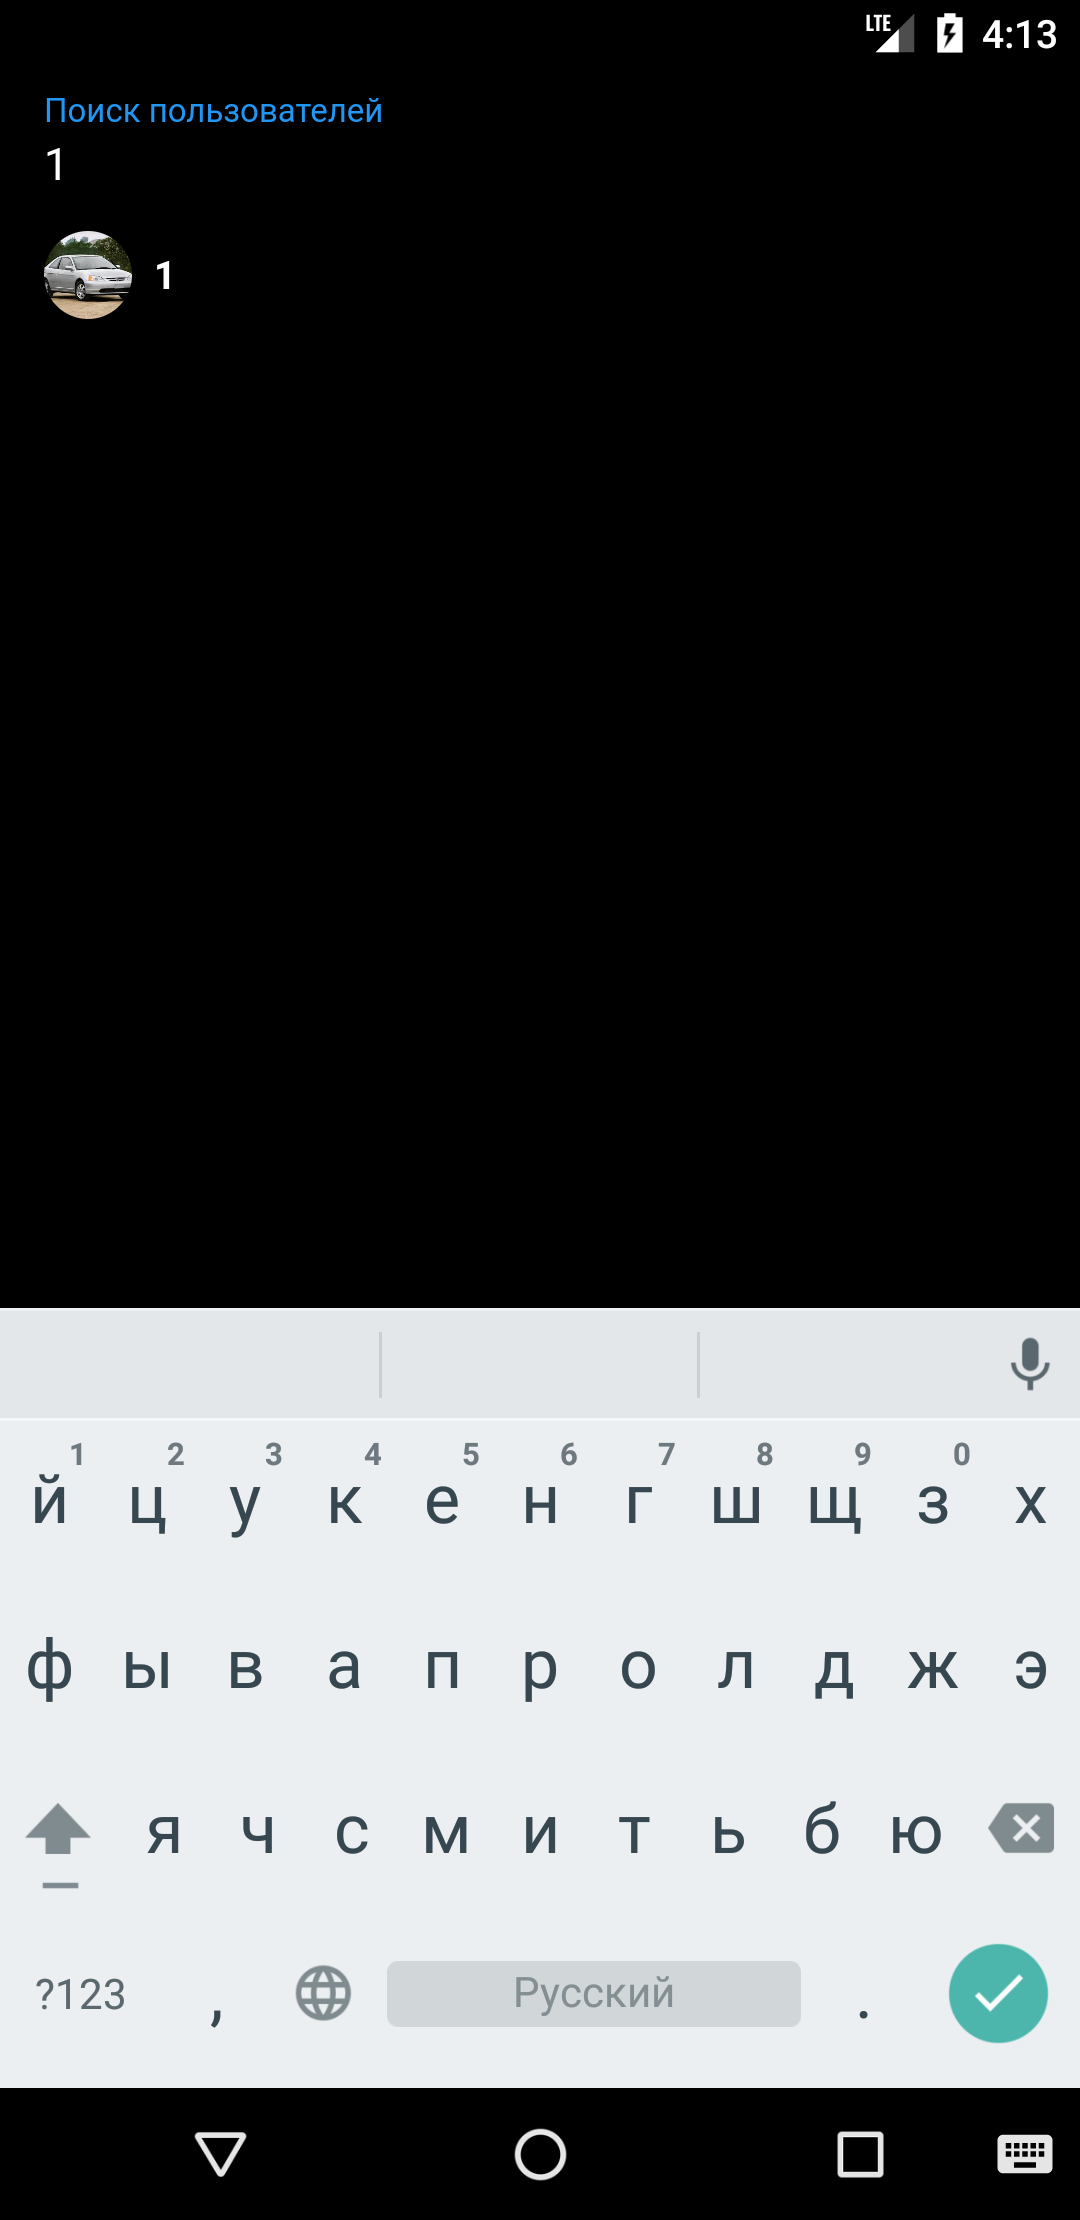 LTE 4:13
Поиск пользователей
1
1
1 2 3 4 5 6 7 8 9 0
й ц у к е н г ш щ з х
ф ы в а п р о л д ж э
я ч с м и т ь б ю
?123 , Русский .